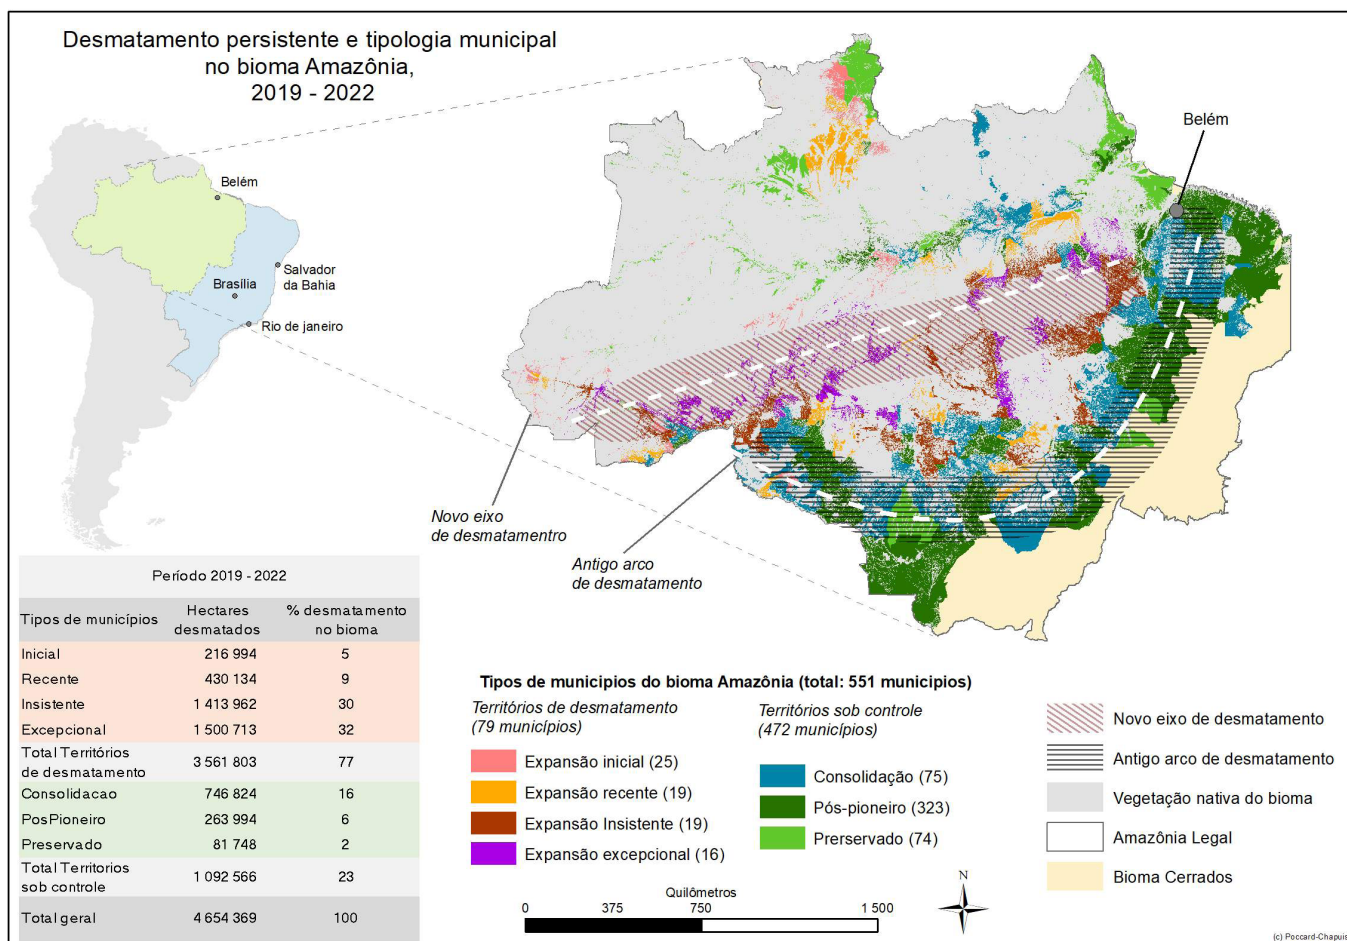 Desmatamento persistente e tipologia municipal
no bioma Amazônia,
2019 - 2022
Belém
Salvador
da Bahia
Brasília
Rio de janeiro
Belém
Novo eixo
de desmatamentro
Antigo arco
de desmatamento
Período 2019 - 2022
Tipos de municípios Hectares desmatados % desmatamento no bioma
Inicial 216 994 5
Recente 430 134 9
Insistente 1 413 962 30
Excepcional 1 500 713 32
Total Territórios
de desmatamento 3 561 803 77
Consolidacao 746 824 16
PosPioneiro 263 994 6
Preservado 81 748 2
Total Territorios
sob controle 1 092 566 23
Total geral 4 654 369 100
Tipos de municipios do bioma Amazônia (total: 551 municipios)
Territórios de desmatamento
(79 municípios)
Expansão inicial (25)
Expansão recente (19)
Expansão Insistente (19)
Expansão excepcional (16)
Territórios sob controle
(472 municípios)
Consolidação (75)
Pós-pioneiro (323)
Prerservado (74)
Novo eixo de desmatamento
Antigo arco de desmatamento
Vegetação nativa do bioma
Amazônia Legal
Bioma Cerrados
Quilômetros
0 375 750 1 500
N
(c) Poccard-Chapuis